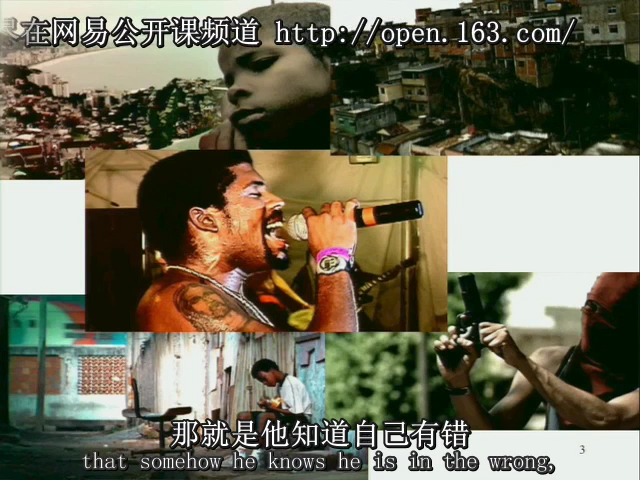 在网易公开课频道 http://open.163.com/
那就是他知道自己有错
that somehow he knows he is in the wrong,
3